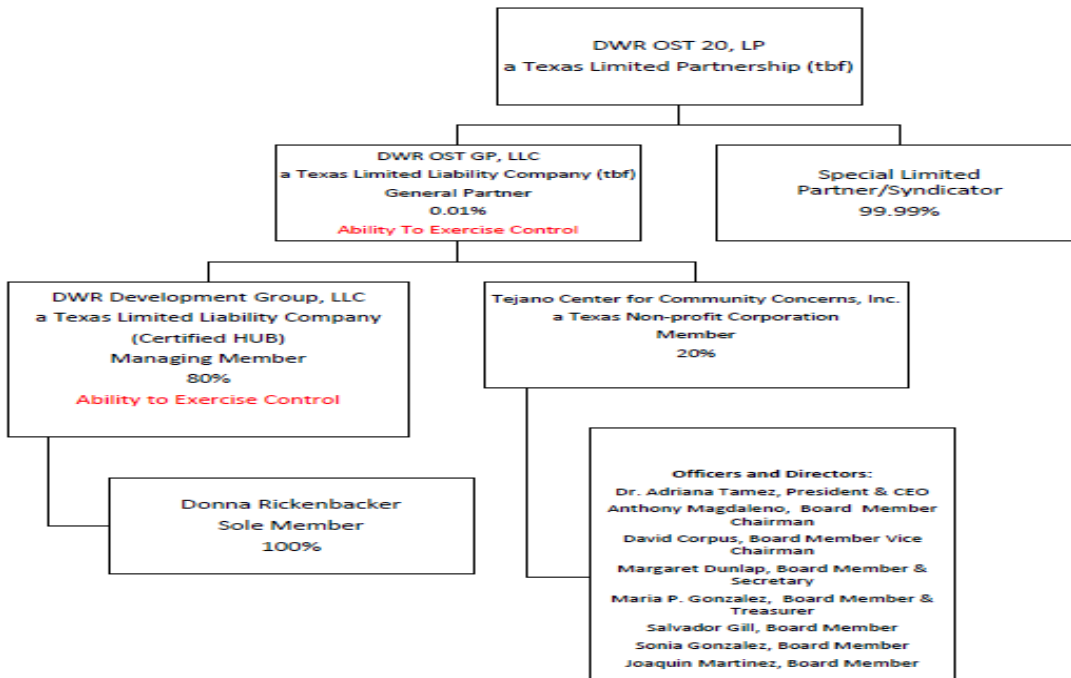 DWR OST 20, LP
a Texas Limited Partnership (tbf)
DWR OST GP, LLC
a Texas Limited Liability Company (tbf)
General Partner
0.01%
Ability To Exercise Control
Special Limited
Partner/Syndicator
99.99%
DWR Development Group, LLC
a Texas Limited Liability Company
(Certified HUB)
Managing Member
80%
Ability to Exercise Control
Tejano Center for Community Concerns, Inc.
a Texas Non-profit Corporation
Member
20%
Donna Rickenbacker
Sole Member
100%
Officers and Directors:
Dr. Adriana Tamez, President & CEO
Anthony Magdaleno, Board Member
Chairman
David Corpus, Board Member Vice
Chairman
Margaret Dunlap, Board Member &
Secretary
Maria P. Gonzalez, Board Member &
Treasurer
Salvador Gill, Board Member
Sonia Gonzalez, Board Member
Joaquin Martinez, Board Member